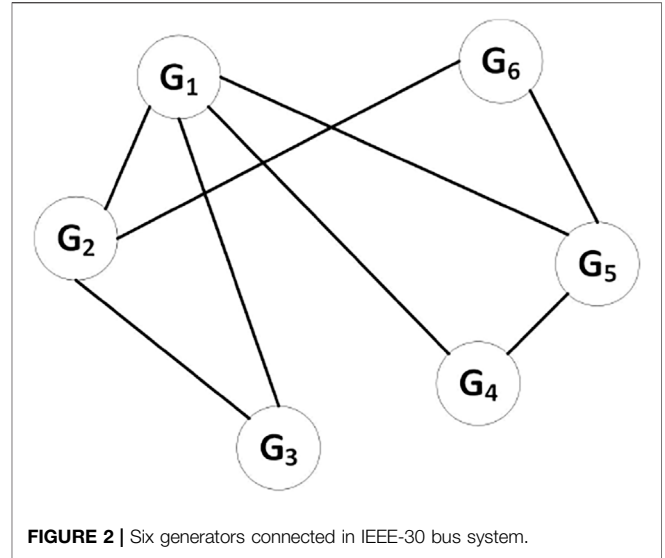 G₁
G₆
G₂
G₅
G₄
G₃
FIGURE 2 | Six generators connected in IEEE-30 bus system.